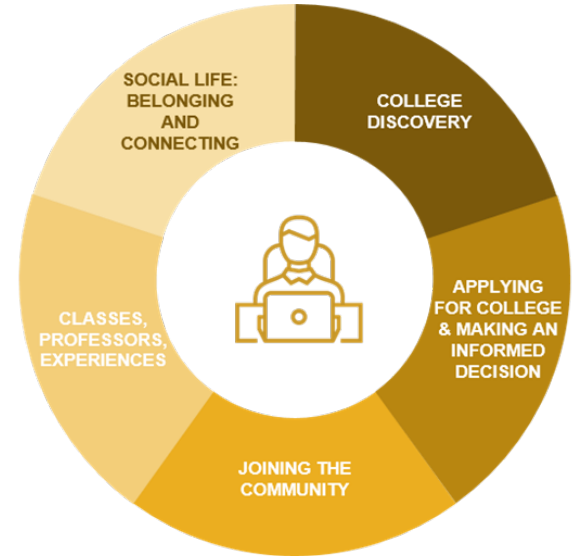 COLLEGE
DISCOVERY
APPLYING
FOR COLLEGE
& MAKING AN
INFORMED
DECISION
JOINING THE
COMMUNITY
CLASSES,
PROFESSORS,
EXPERIENCES
SOCIAL LIFE:
BELONGING
AND
CONNECTING